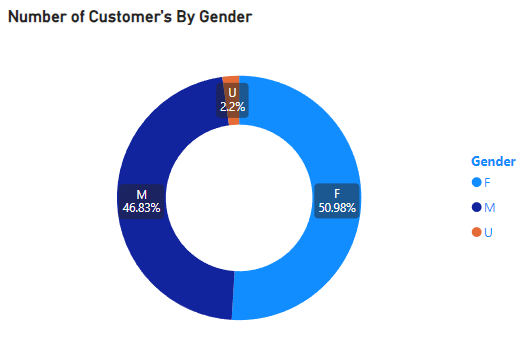 Number of Customer's By Gender
U
2.2%
M
46.83%
F
50.98%
Gender
F
M
U